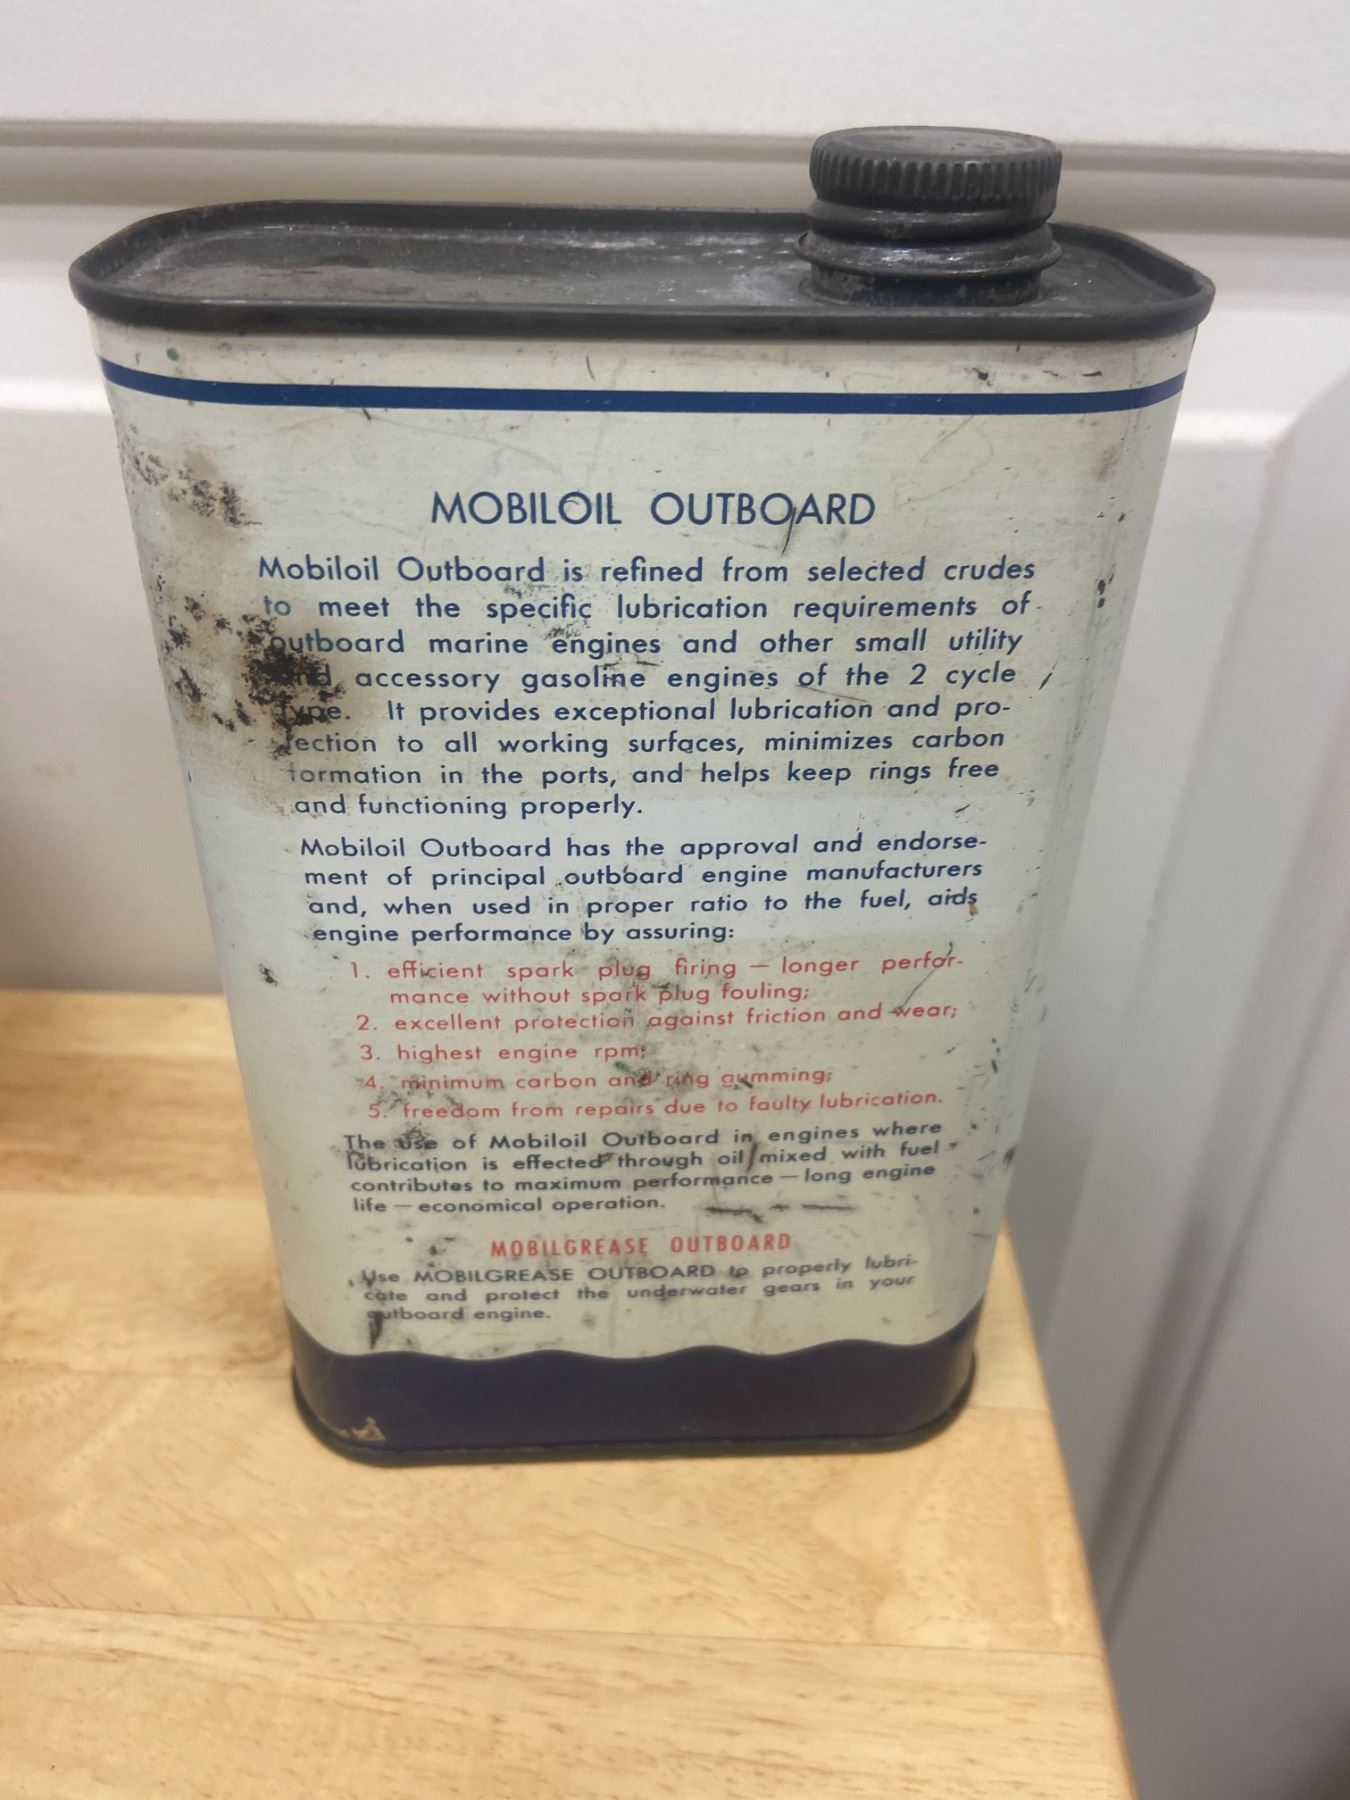 MOBILOIL OUTBOARD
Mobiloil Outboard is refined from selected crudes
to meet the specific lubrication requirements of
outboard marine engines and other small utility
and accessory gasoline engines of the 2 cycle
type. It provides exceptional lubrication and pro-
tection to all working surfaces, minimizes carbon
formation in the ports, and helps keep rings free
and functioning properly.
Mobiloil Outboard has the approval and endorse-
ment of principal outboard engine manufacturers
and, when used in proper ratio to the fuel, aids
engine performance by assuring:
1. efficient spark plug firing — longer perfor-
mance without spark plug fouling;
2. excellent protection against friction and wear;
3. highest engine rpm;
4. minimum carbon and ring gumming;
5. freedom from repairs due to faulty lubrication.
The use of Mobiloil Outboard in engines where
lubrication is effected through oil mixed with fuel
contributes to maximum performance — long engine
life — economical operation.
MOBILGREASE OUTBOARD
Use MOBILGREASE OUTBOARD to properly lubri-
cate and protect the underwater gears in your
outboard engine.